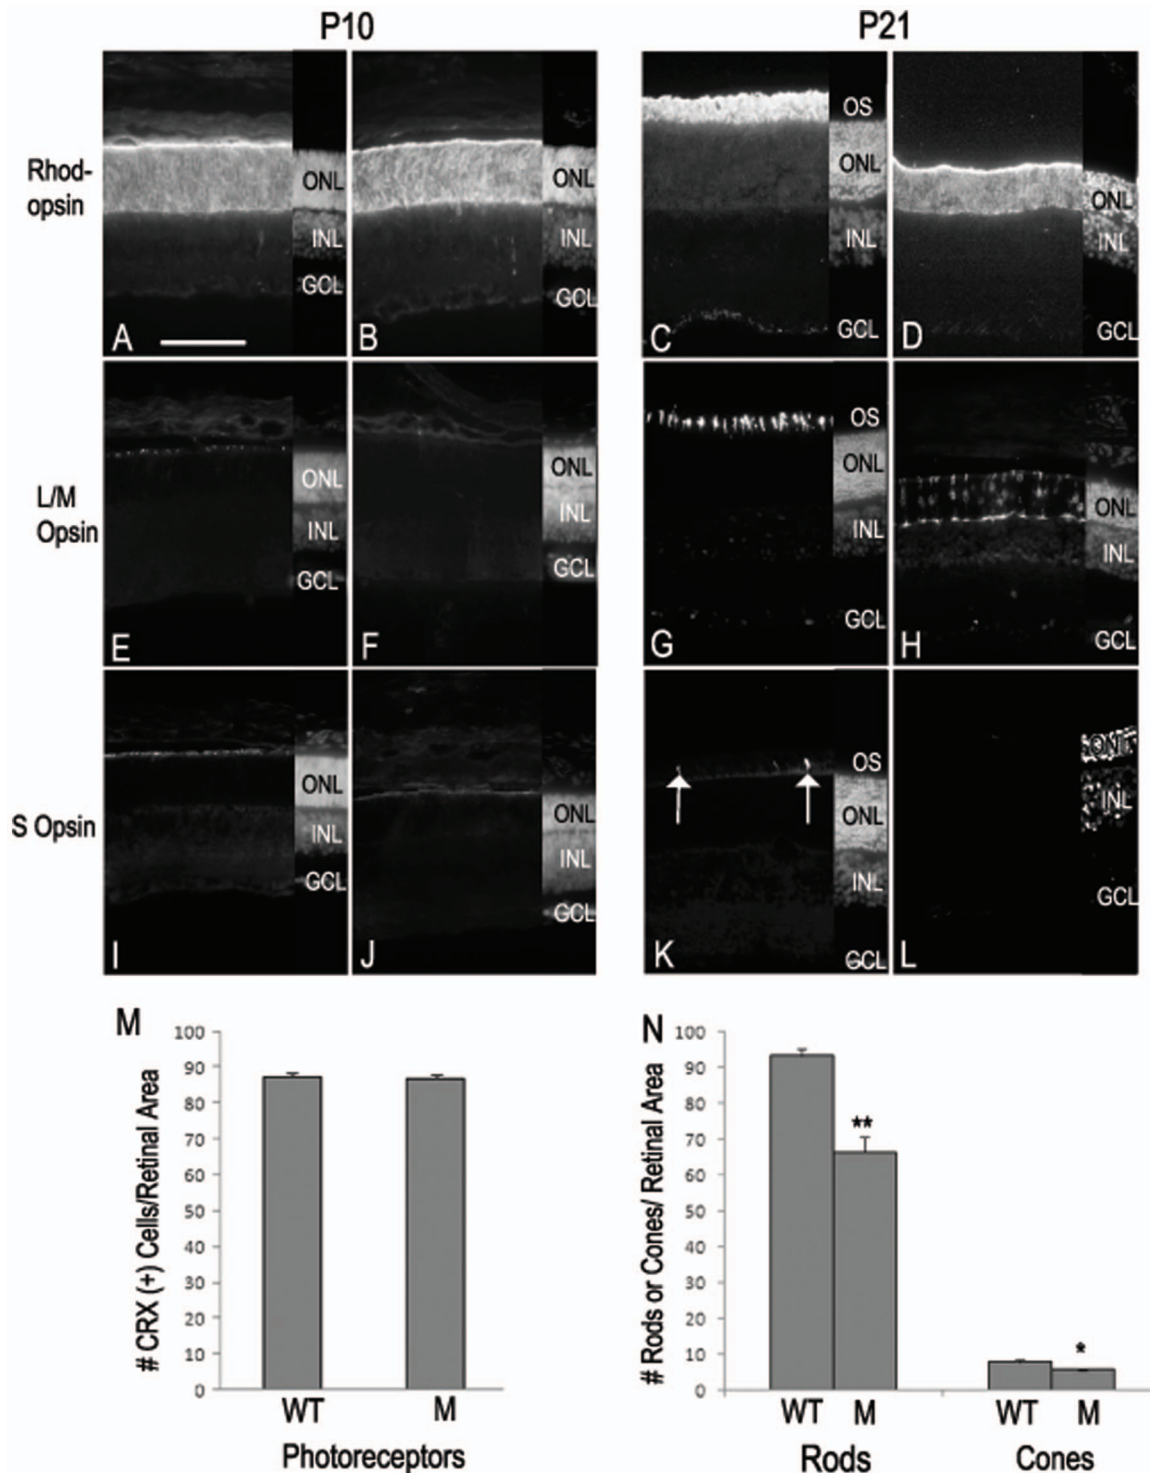 P10
P21
Rhod-
opsin
ONL
INL
GCL
A
ONL
INL
GCL
B
OS
ONL
INL
GCL
C
ONL
INL
GCL
D
L/M
Opsin
ONL
INL
GCL
E
ONL
INL
GCL
F
OS
ONL
INL
GCL
G
ONL
INL
GCL
H
S Opsin
ONL
INL
GCL
I
ONL
INL
GCL
J
OS
ONL
INL
GCL
K
ONL
INL
GCL
L
M
# CRX (+) Cells/Retinal Area
100
90
80
70
60
50
40
30
20
10
0
WT
M
Photoreceptors
N
# Rods or Cones/ Retinal Area
100
90
80
70
60
50
40
30
20
10
0
**
*
WT
M
WT
M
Rods
Cones